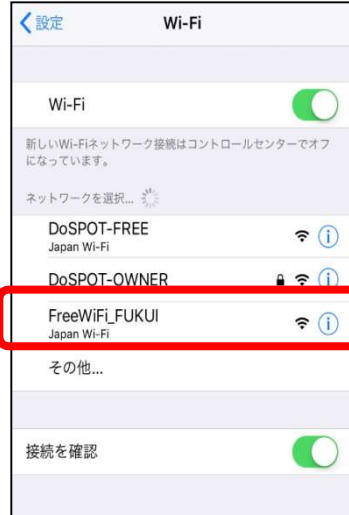 設定 Wi-Fi
Wi-Fi
新しいWi-Fiネットワーク接続はコントロールセンターでオフ
になっています。
ネットワークを選択...
DoSPOT-FREE
Japan Wi-Fi
DoSPOT-OWNER
FreeWiFi_FUKUI
Japan Wi-Fi
その他...
接続を確認